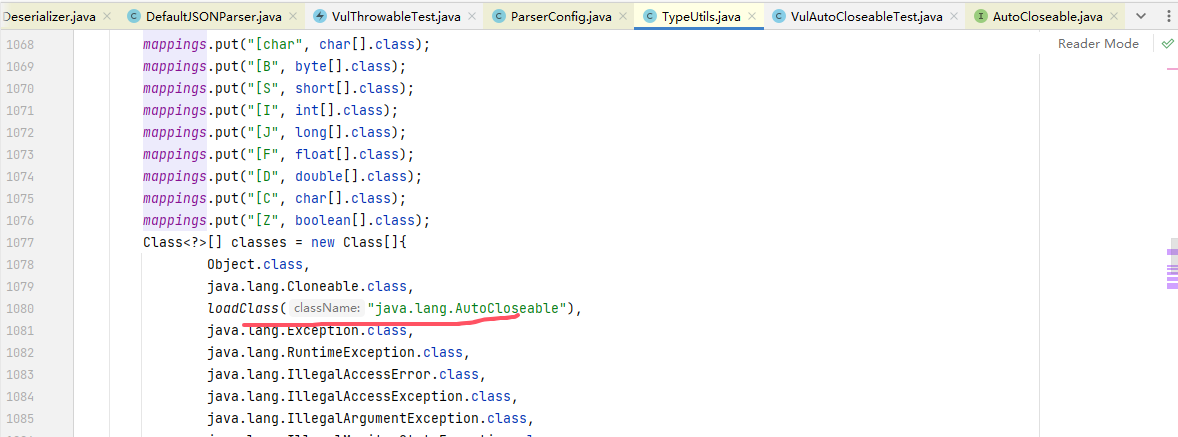 Deserializer.java DefaultJSONParser.java VulThrowableTest.java ParserConfig.java TypeUtils.java VulAutoCloseableTest.java AutoCloseable.java
Reader Mode
1068 mappings.put("[char", char[].class);
1069 mappings.put("[B", byte[].class);
1070 mappings.put("[S", short[].class);
1071 mappings.put("[I", int[].class);
1072 mappings.put("[J", long[].class);
1073 mappings.put("[F", float[].class);
1074 mappings.put("[D", double[].class);
1075 mappings.put("[C", char[].class);
1076 mappings.put("[Z", boolean[].class);
1077 Class<?>[] classes = new Class[]{
1078 Object.class,
1079 java.lang.Cloneable.class,
1080 loadClass( className: "java.lang.AutoCloseable"),
1081 java.lang.Exception.class,
1082 java.lang.RuntimeException.class,
1083 java.lang.IllegalAccessError.class,
1084 java.lang.IllegalAccessException.class,
1085 java.lang.IllegalArgumentException.class,